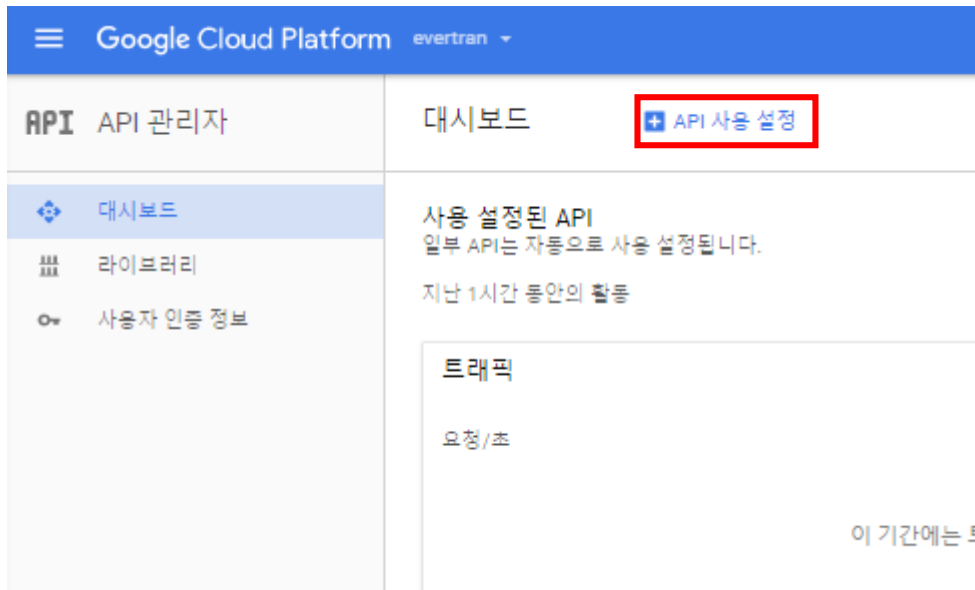 Google Cloud Platform evertran
API API 관리자
대시보드 API 사용 설정
대시보드
라이브러리
사용자 인증 정보
사용 설정된 API
일부 API는 자동으로 사용 설정됩니다.
지난 1시간 동안의 활동
트래픽
요청/초
이 기간에는